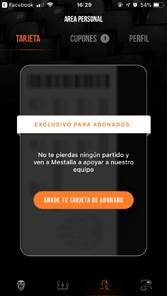 Facebook
16:29
54%
AREA PERSONAL
TARJETA
CUPONES 1
PERFIL
EXCLUSIVO PARA ABONADOS.
No te pierdas ningún partido y
ven a Mestalla a apoyar a nuestro
equipo
AÑADE TU TARJETA DE ABONADO